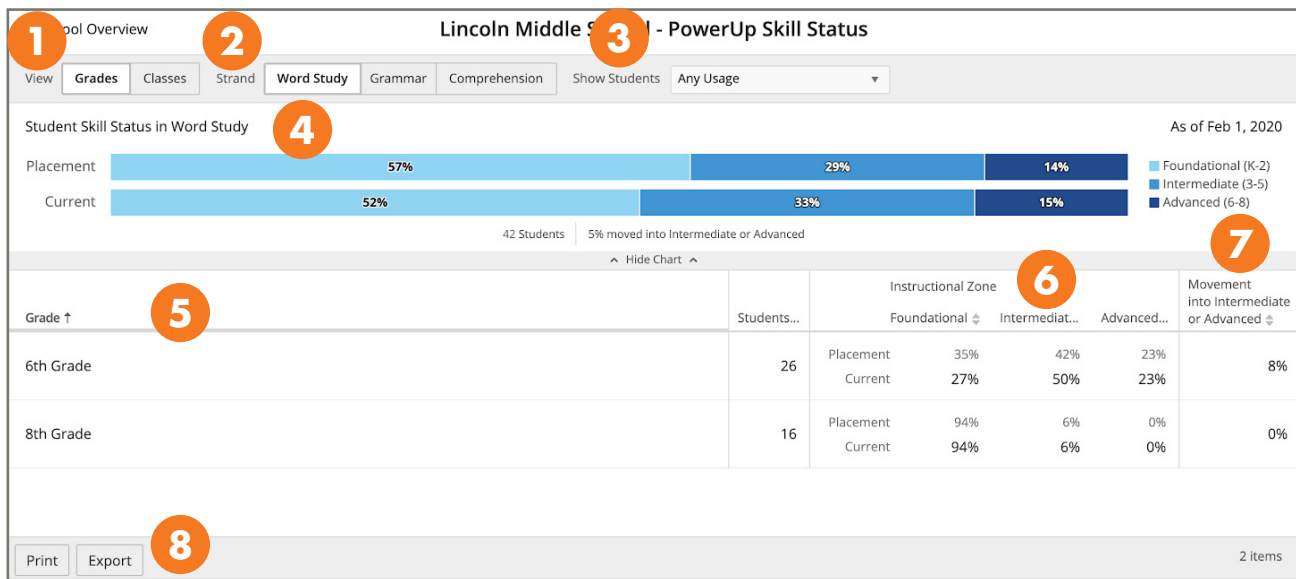 1 ool Overview 2 Lincoln Middle S 3 l - PowerUp Skill Status
View Grades Classes Strand Word Study Grammar Comprehension Show Students Any Usage
Student Skill Status in Word Study 4 As of Feb 1, 2020
Placement 57% 29% 14% Foundational (K-2)
Intermediate (3-5)
Current 52% 33% 15% Advanced (6-8)
42 Students 5% moved into Intermediate or Advanced
Hide Chart
7
Instructional Zone 6 Movement
into Intermediate
Grade ↑ 5 Students... Foundational Intermediat... Advanced... or Advanced
Placement 35% 42% 23%
6th Grade 26 8%
Current 27% 50% 23%
Placement 94% 6% 0%
8th Grade 16 0%
Current 94% 6% 0%
Print Export 8 2 items